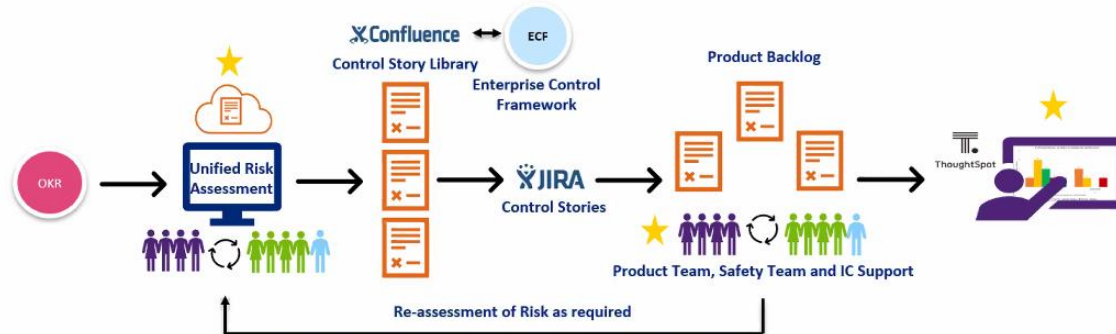 Confluence
ECF
Control Story Library
Enterprise Control
Framework
Product Backlog
OKR
Unified Risk
Assessment
JIRA
Control Stories
ThoughtSpot
Product Team, Safety Team and IC Support
Re-assessment of Risk as required